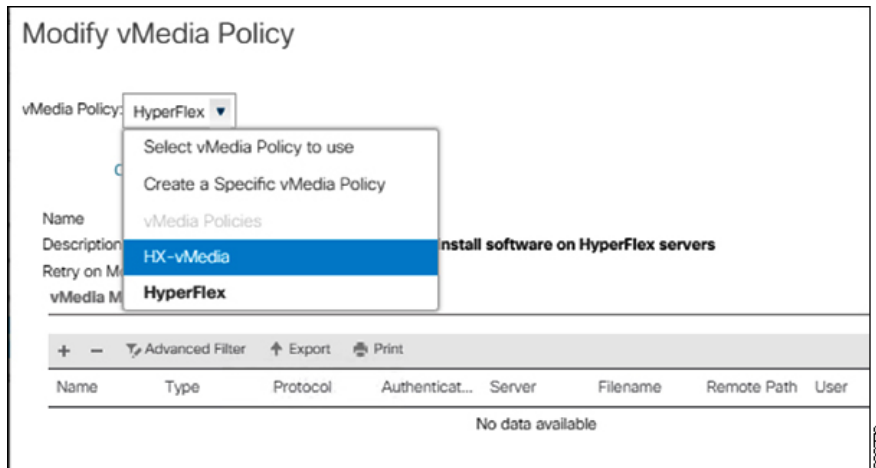 Modify vMedia Policy
vMedia Policy: HyperFlex
Select vMedia Policy to use
Create a Specific vMedia Policy
Name
vMedia Policies
Description
nstall software on HyperFlex servers
HX-vMedia
Retry on M
HyperFlex
vMedia M
+ − Advanced Filter Export Print
Name Type Protocol Authenticat... Server Filename Remote Path User
No data available